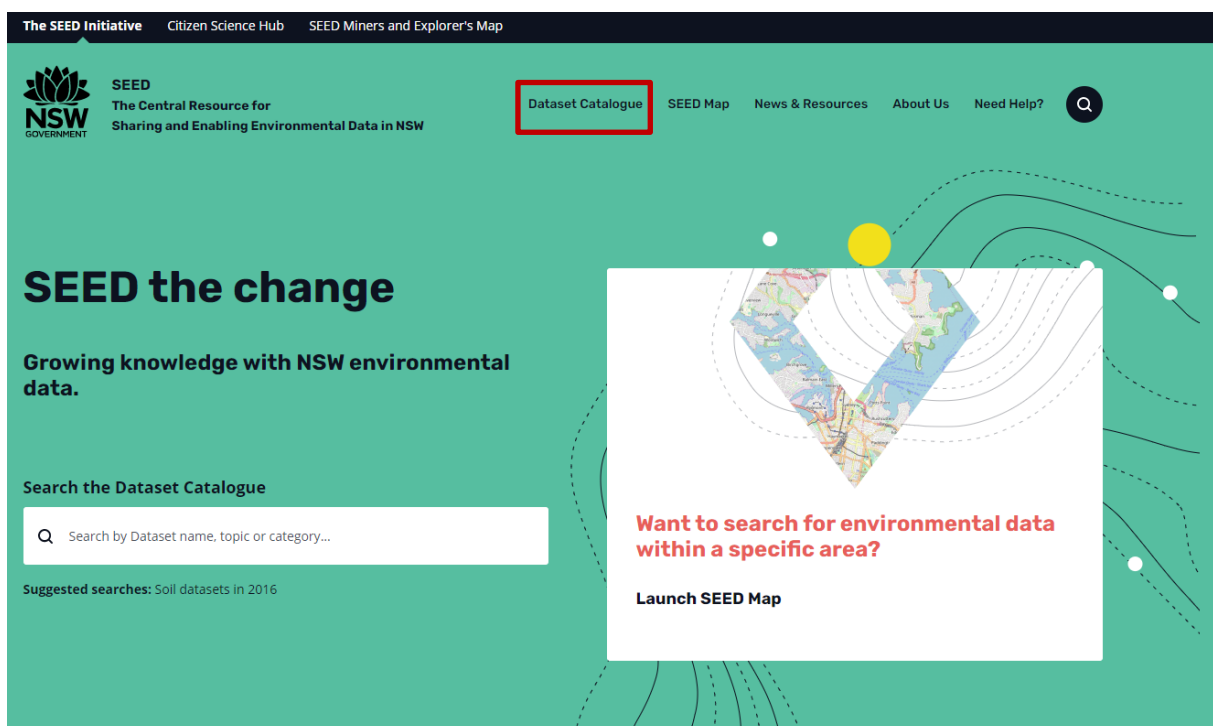 The SEED Initiative Citizen Science Hub SEED Miners and Explorer's Map
NSW
GOVERNMENT
SEED
The Central Resource for
Sharing and Enabling Environmental Data in NSW
Dataset Catalogue SEED Map News & Resources About Us Need Help?
SEED the change
Growing knowledge with NSW environmental
data.
Search the Dataset Catalogue
Search by Dataset name, topic or category...
Suggested searches: Soil datasets in 2016
Want to search for environmental data
within a specific area?
Launch SEED Map